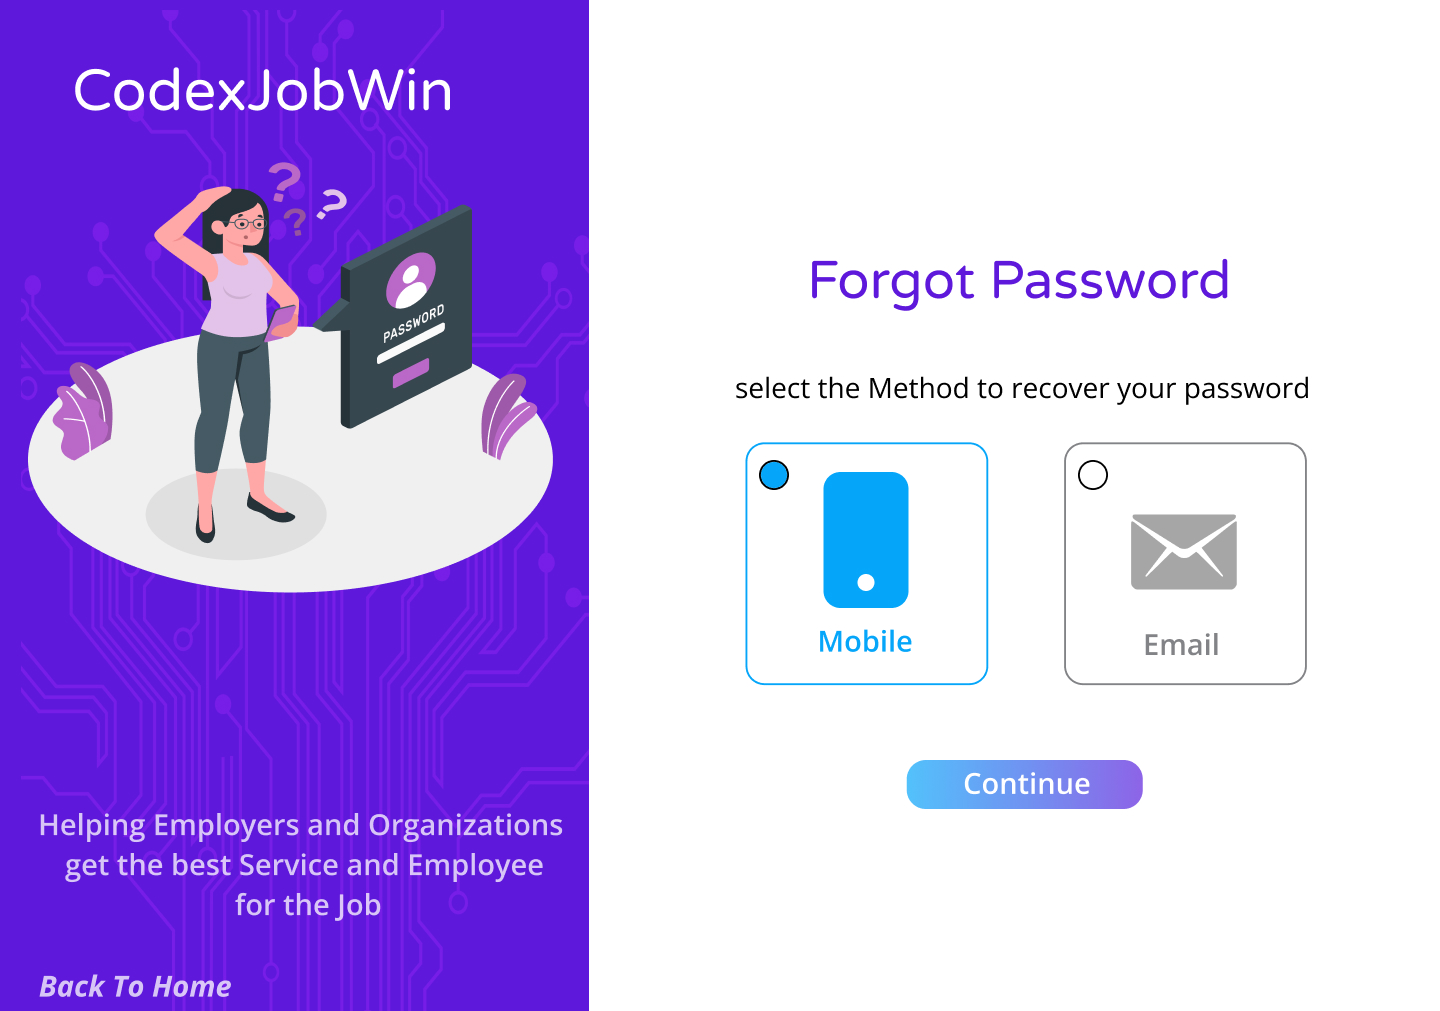 CodexJobWin
? ? ?
PASSWORD
Helping Employers and Organizations
get the best Service and Employee
for the Job
Back To Home
Forgot Password
select the Method to recover your password
Mobile
Email
Continue